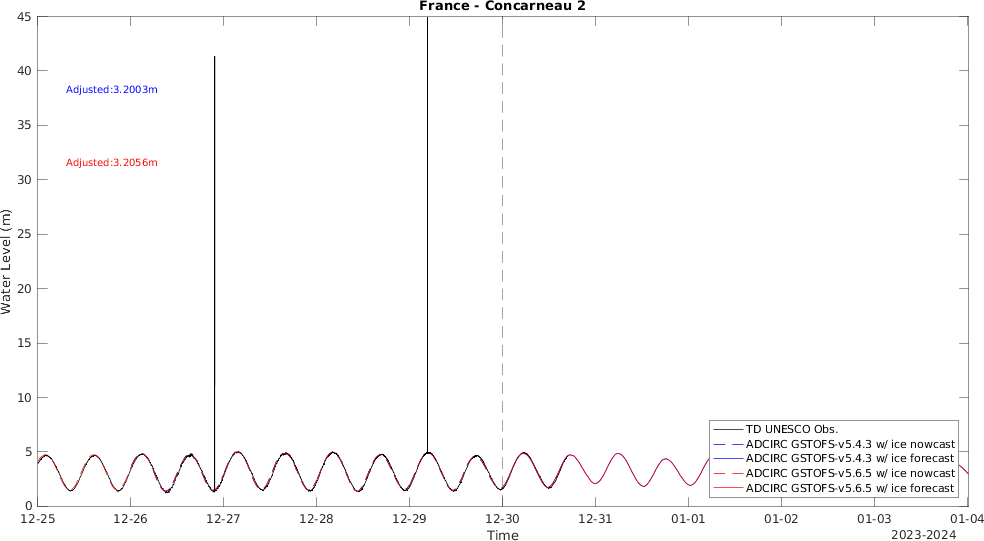 France - Concarneau 2
45
40
35
30
25
20
15
10
5
0
Water Level (m)
Adjusted:3.2003m
Adjusted:3.2056m
TD UNESCO Obs.
ADCIRC GSTOFS-v5.4.3 w/ ice nowcast
ADCIRC GSTOFS-v5.4.3 w/ ice forecast
ADCIRC GSTOFS-v5.6.5 w/ ice nowcast
ADCIRC GSTOFS-v5.6.5 w/ ice forecast
12-25 12-26 12-27 12-28 12-29 12-30 12-31 01-01 01-02 01-03 01-04
Time
2023-2024